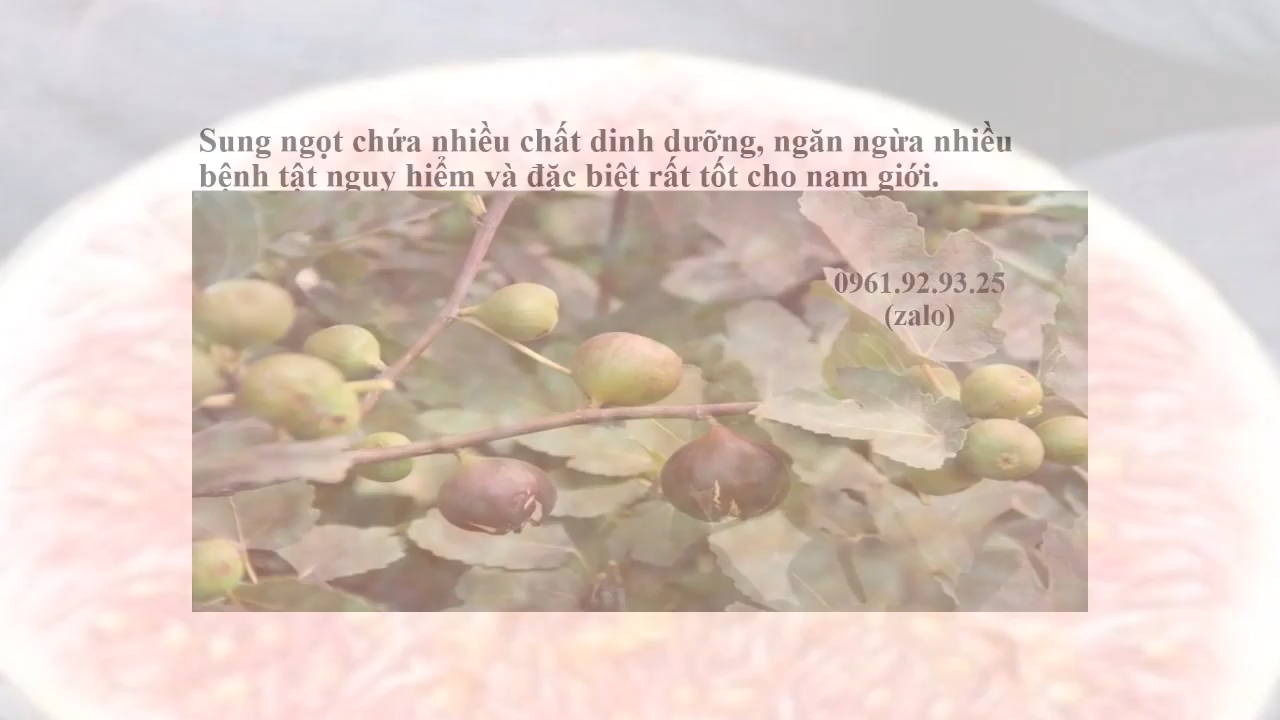 Sung ngọt chứa nhiều chất dinh dưỡng, ngăn ngừa nhiều
bệnh tật nguy hiểm và đặc biệt rất tốt cho nam giới.
0961.92.93.25
(zalo)